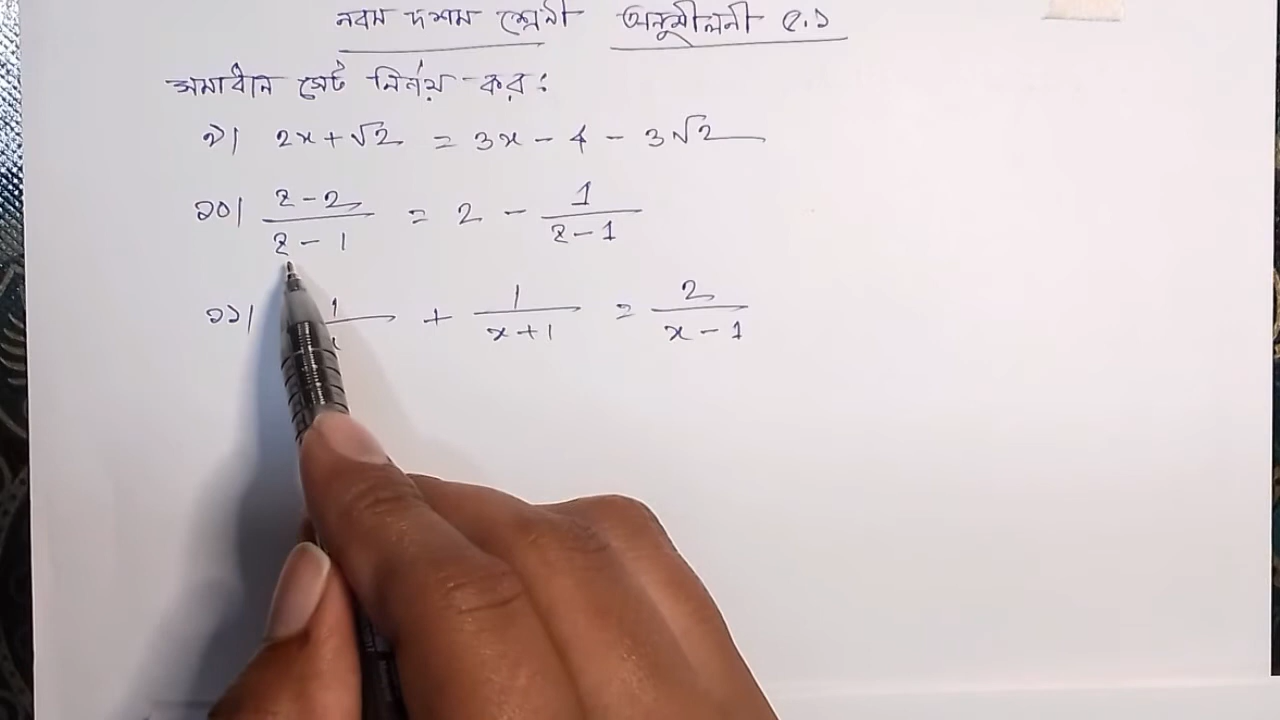 নবম দশম শ্রেনী অনুশীলনী ৫.১
সমাধান সেট নির্ণয় কর:
৯| 2x + √2 = 3x - 4 - 3√2
১০| (z - 2)/(z - 1) = 2 - 1/(z - 1)
১১| 1/x + 1/(x + 1) = 2/(x - 1)